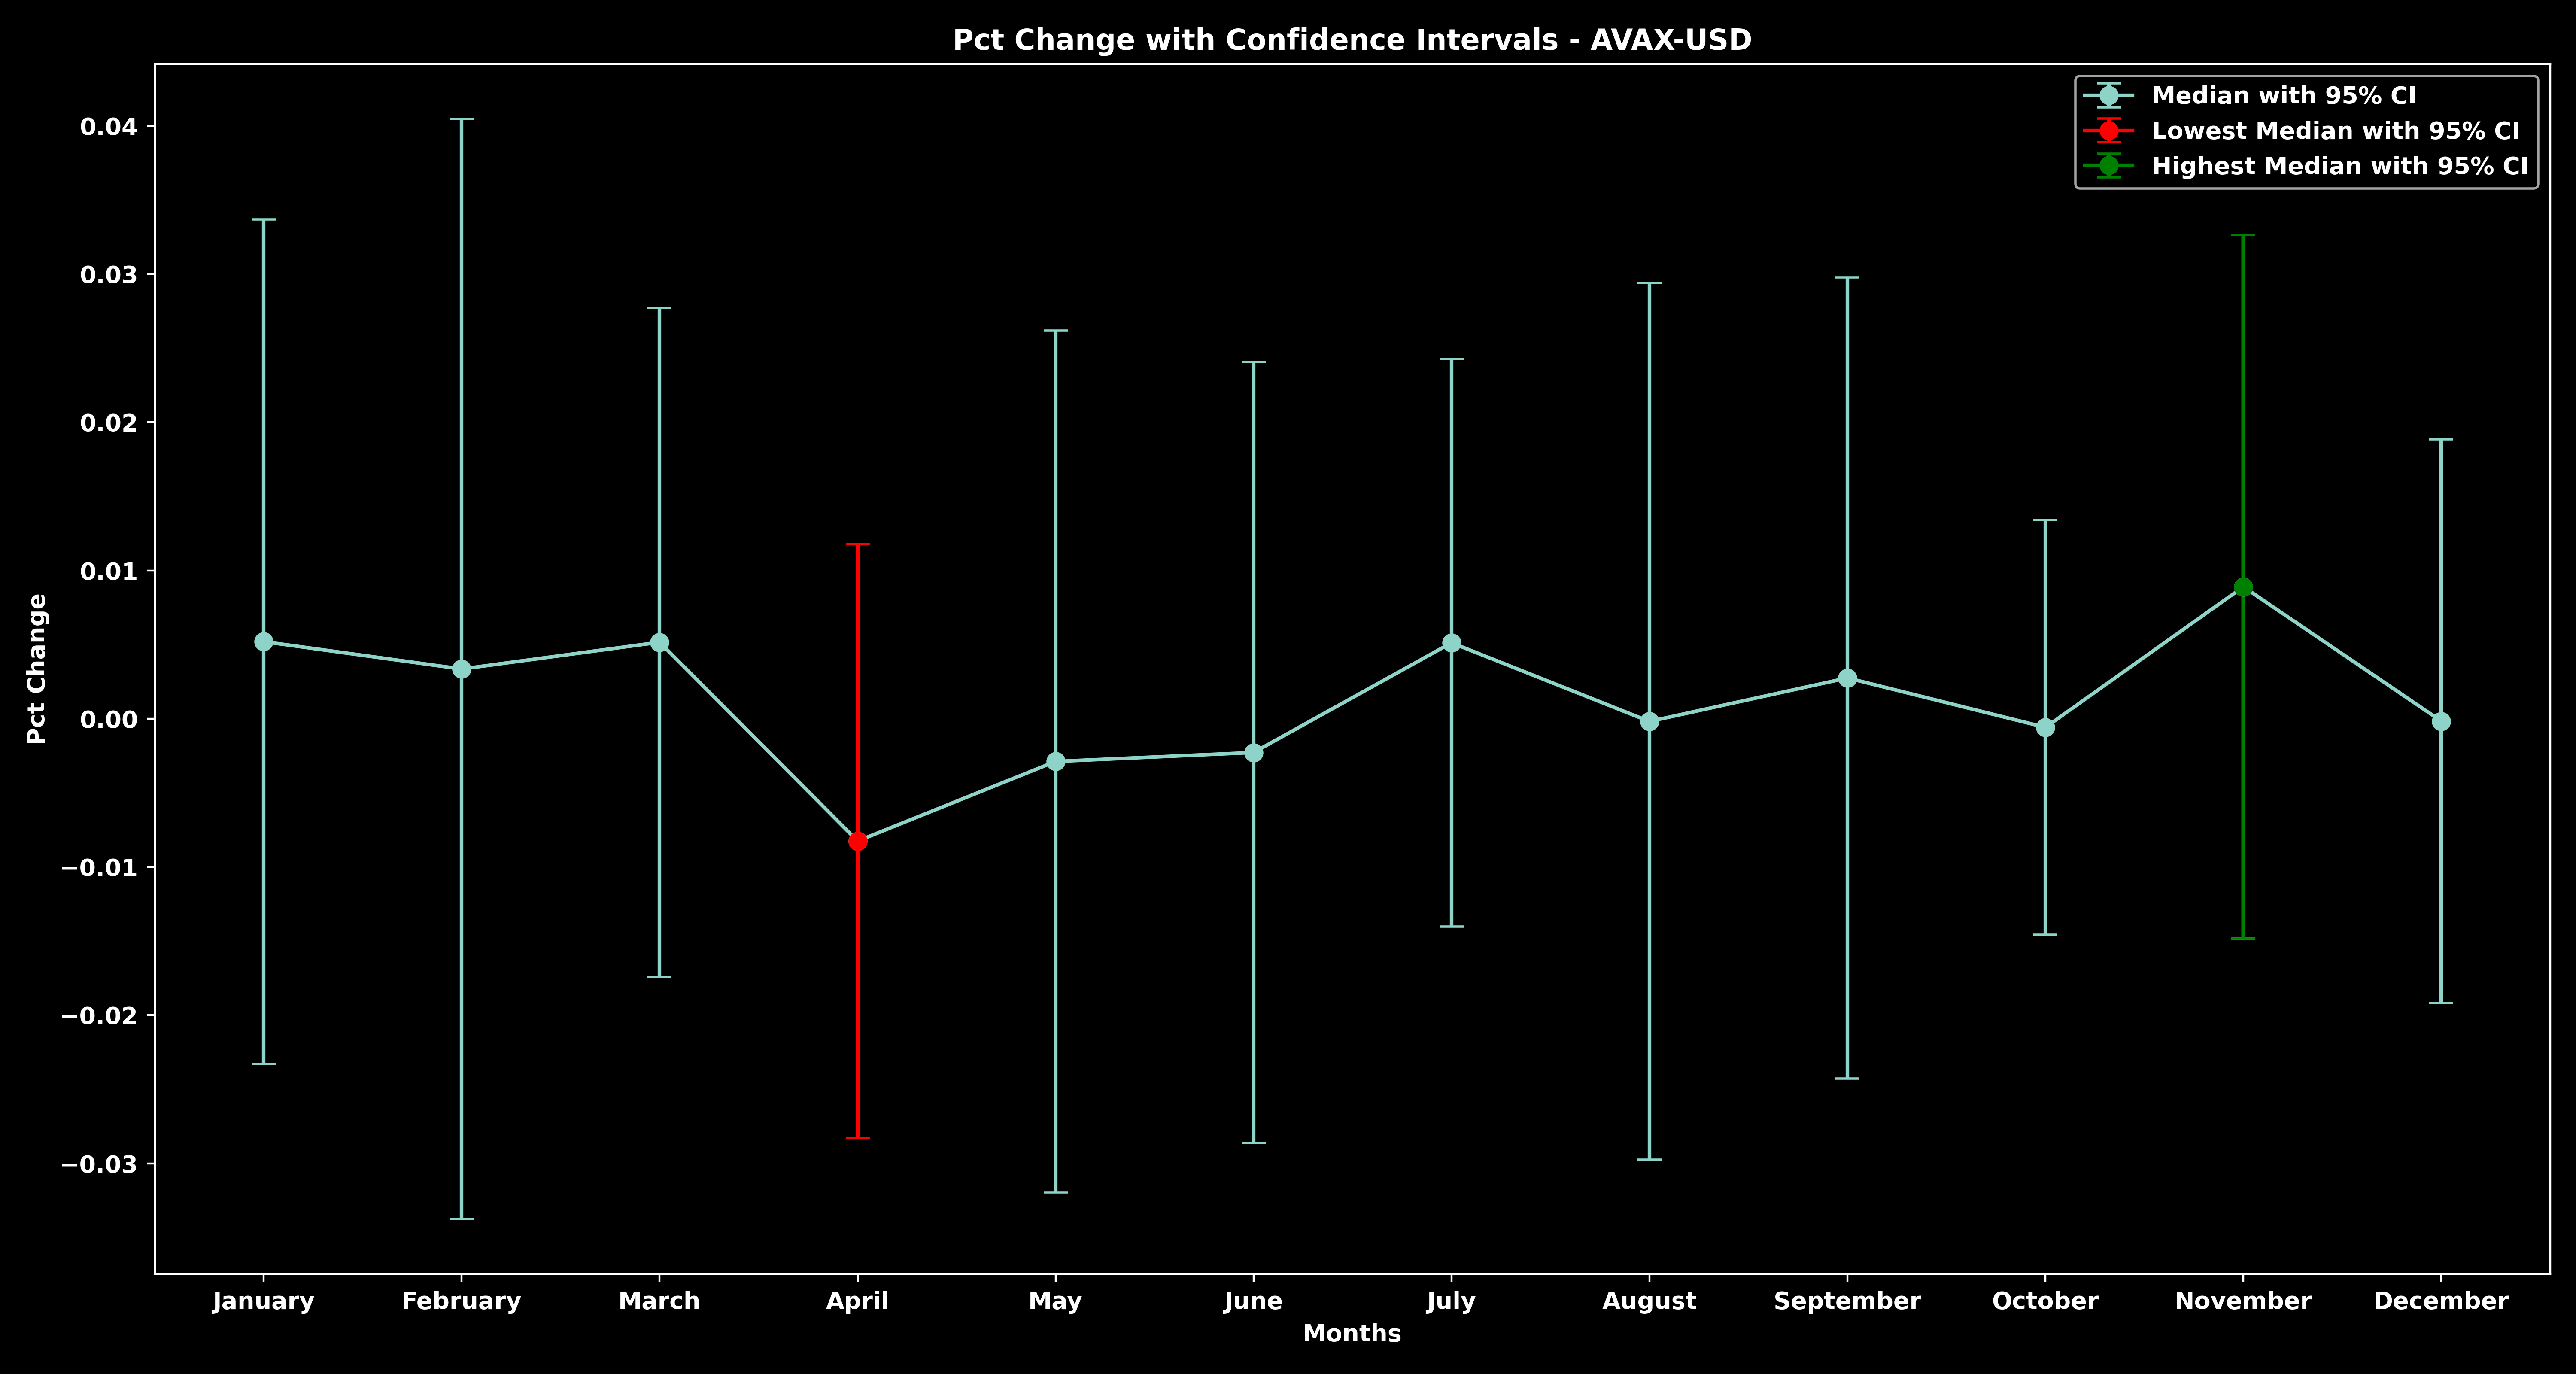 Pct Change with Confidence Intervals - AVAX-USD
Median with 95% CI
Lowest Median with 95% CI
Highest Median with 95% CI
0.04
0.03
0.02
0.01
0.00
−0.01
−0.02
−0.03
Pct Change
January February March April May June July August September October November December
Months